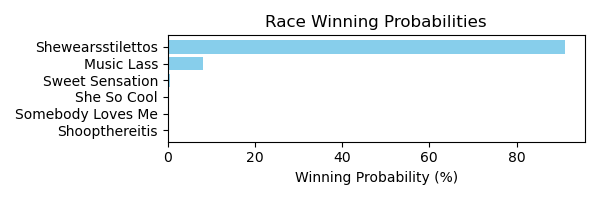 Race Winning Probabilities
Shewearsstilettos
Music Lass
Sweet Sensation
She So Cool
Somebody Loves Me
Shoopthereitis
0 20 40 60 80
Winning Probability (%)